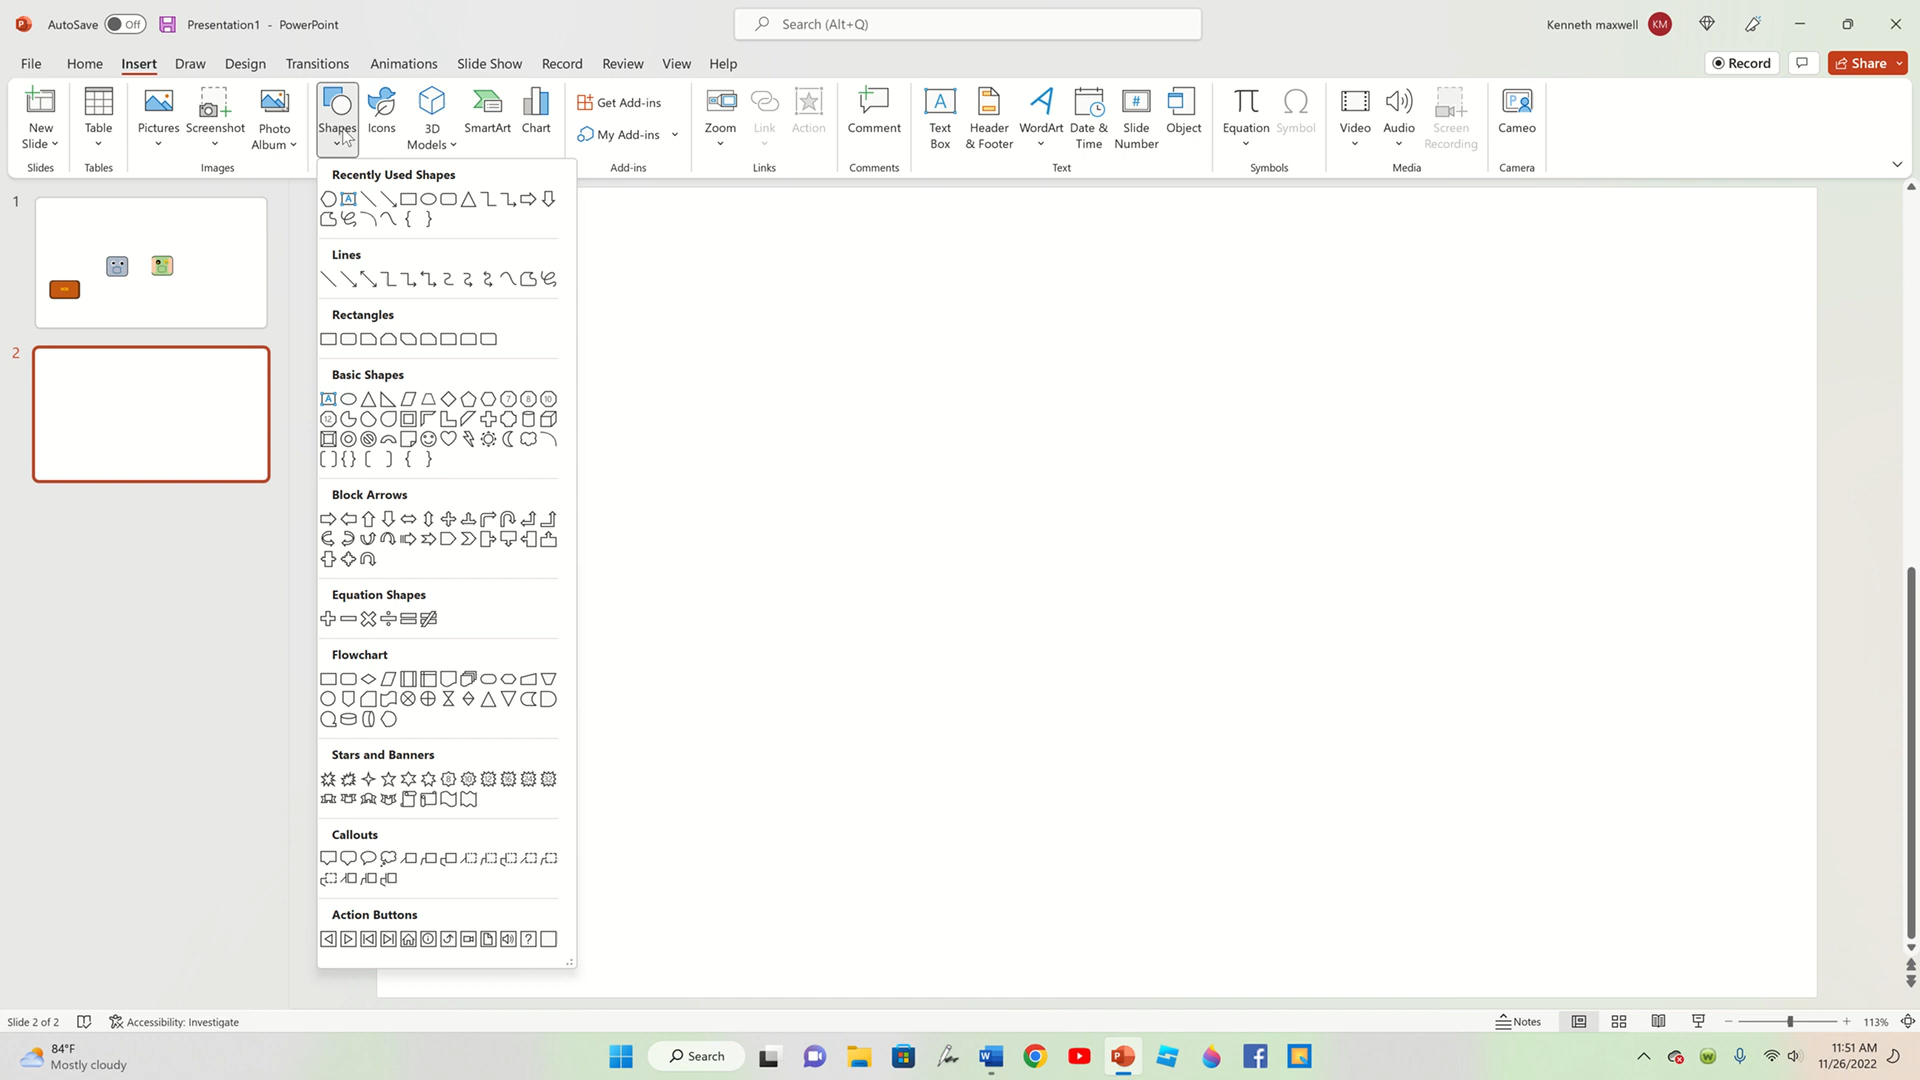 AutoSave Off Presentation1 - PowerPoint Search (Alt+Q) Kenneth maxwell KM
File Home Insert Draw Design Transitions Animations Slide Show Record Review View Help Record Share
New Slide Table Pictures Screenshot Photo Album Shapes Icons 3D Models SmartArt Chart Get Add-ins My Add-ins Zoom Link Action Comment Text Box Header & Footer WordArt Date & Time Slide Number Object Equation Symbol Video Audio Screen Recording Cameo
Slides Tables Images Add-ins Links Comments Text Symbols Media Camera
Recently Used Shapes
Lines
Rectangles
Basic Shapes
Block Arrows
Equation Shapes
Flowchart
Stars and Banners
Callouts
Action Buttons
1
2
Slide 2 of 2 Accessibility: Investigate Notes 113%
84°F
Mostly cloudy
Search
11:51 AM
11/26/2022